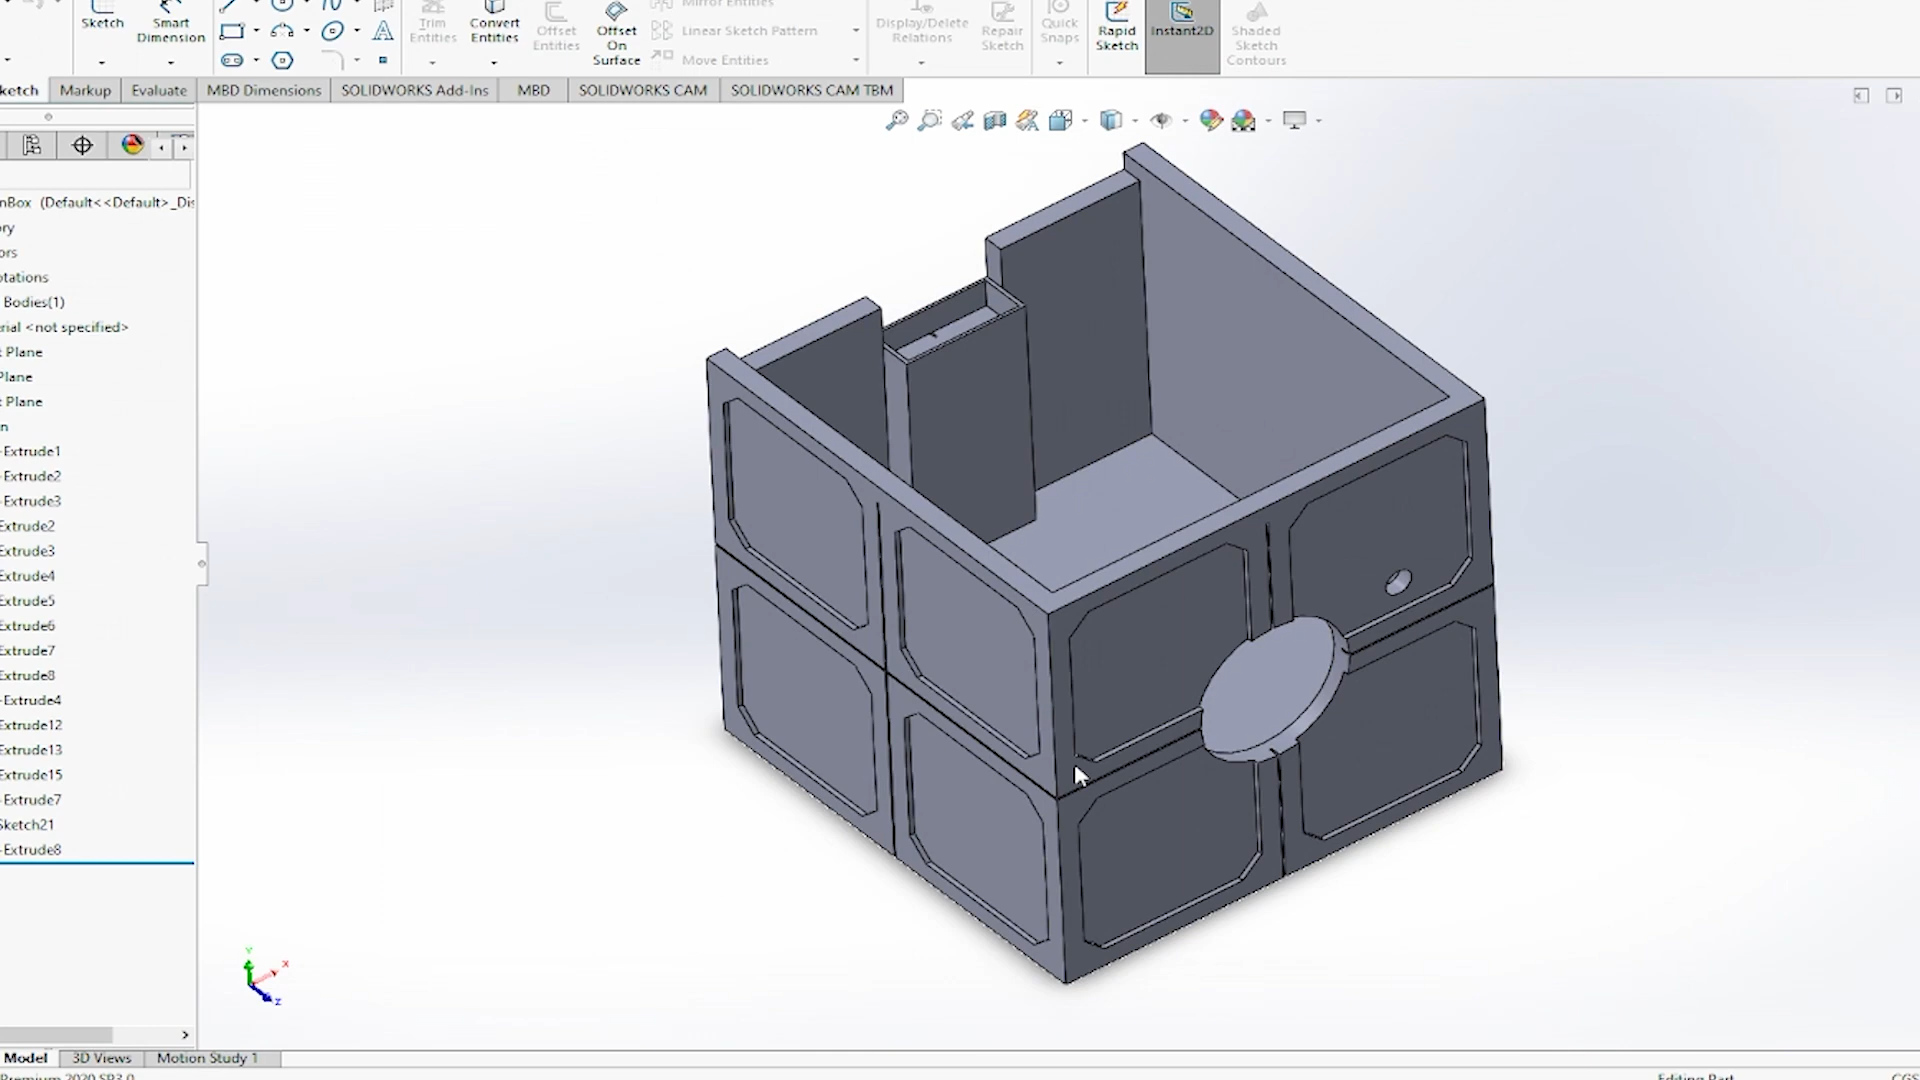 Mirror Entities
Sketch
Smart Dimension
Trim Entities
Convert Entities
Offset Entities
Offset On Surface
Linear Sketch Pattern
Move Entities
Display/Delete Relations
Repair Sketch
Quick Snaps
Rapid Sketch
Instant2D
Shaded Sketch Contours
ketch
Markup
Evaluate
MBD Dimensions
SOLIDWORKS Add-Ins
MBD
SOLIDWORKS CAM
SOLIDWORKS CAM TBM
nBox (Default<<Default>_Dis
ry
ors
otations
Bodies(1)
erial <not specified>
t Plane
Plane
t Plane
n
-Extrude1
-Extrude2
-Extrude3
Extrude2
Extrude3
Extrude4
Extrude5
Extrude6
Extrude7
Extrude8
-Extrude4
Extrude12
Extrude13
Extrude15
-Extrude7
Sketch21
-Extrude8
Y
X
Z
Model
3D Views
Motion Study 1
Premium 2020 SP3.0
Editing Part
CGS